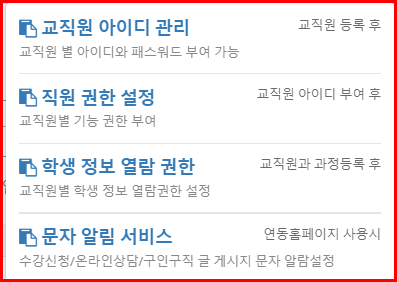 교직원 아이디 관리 교직원 등록 후
교직원 별 아이디와 패스워드 부여 가능
직원 권한 설정 교직원 아이디 부여 후
교직원별 기능 권한 부여
학생 정보 열람 권한 교직원과 과정등록 후
교직원별 학생 정보 열람권한 설정
문자 알림 서비스 연동홈페이지 사용시
수강신청/온라인상담/구인구직 글 게시지 문자 알람설정